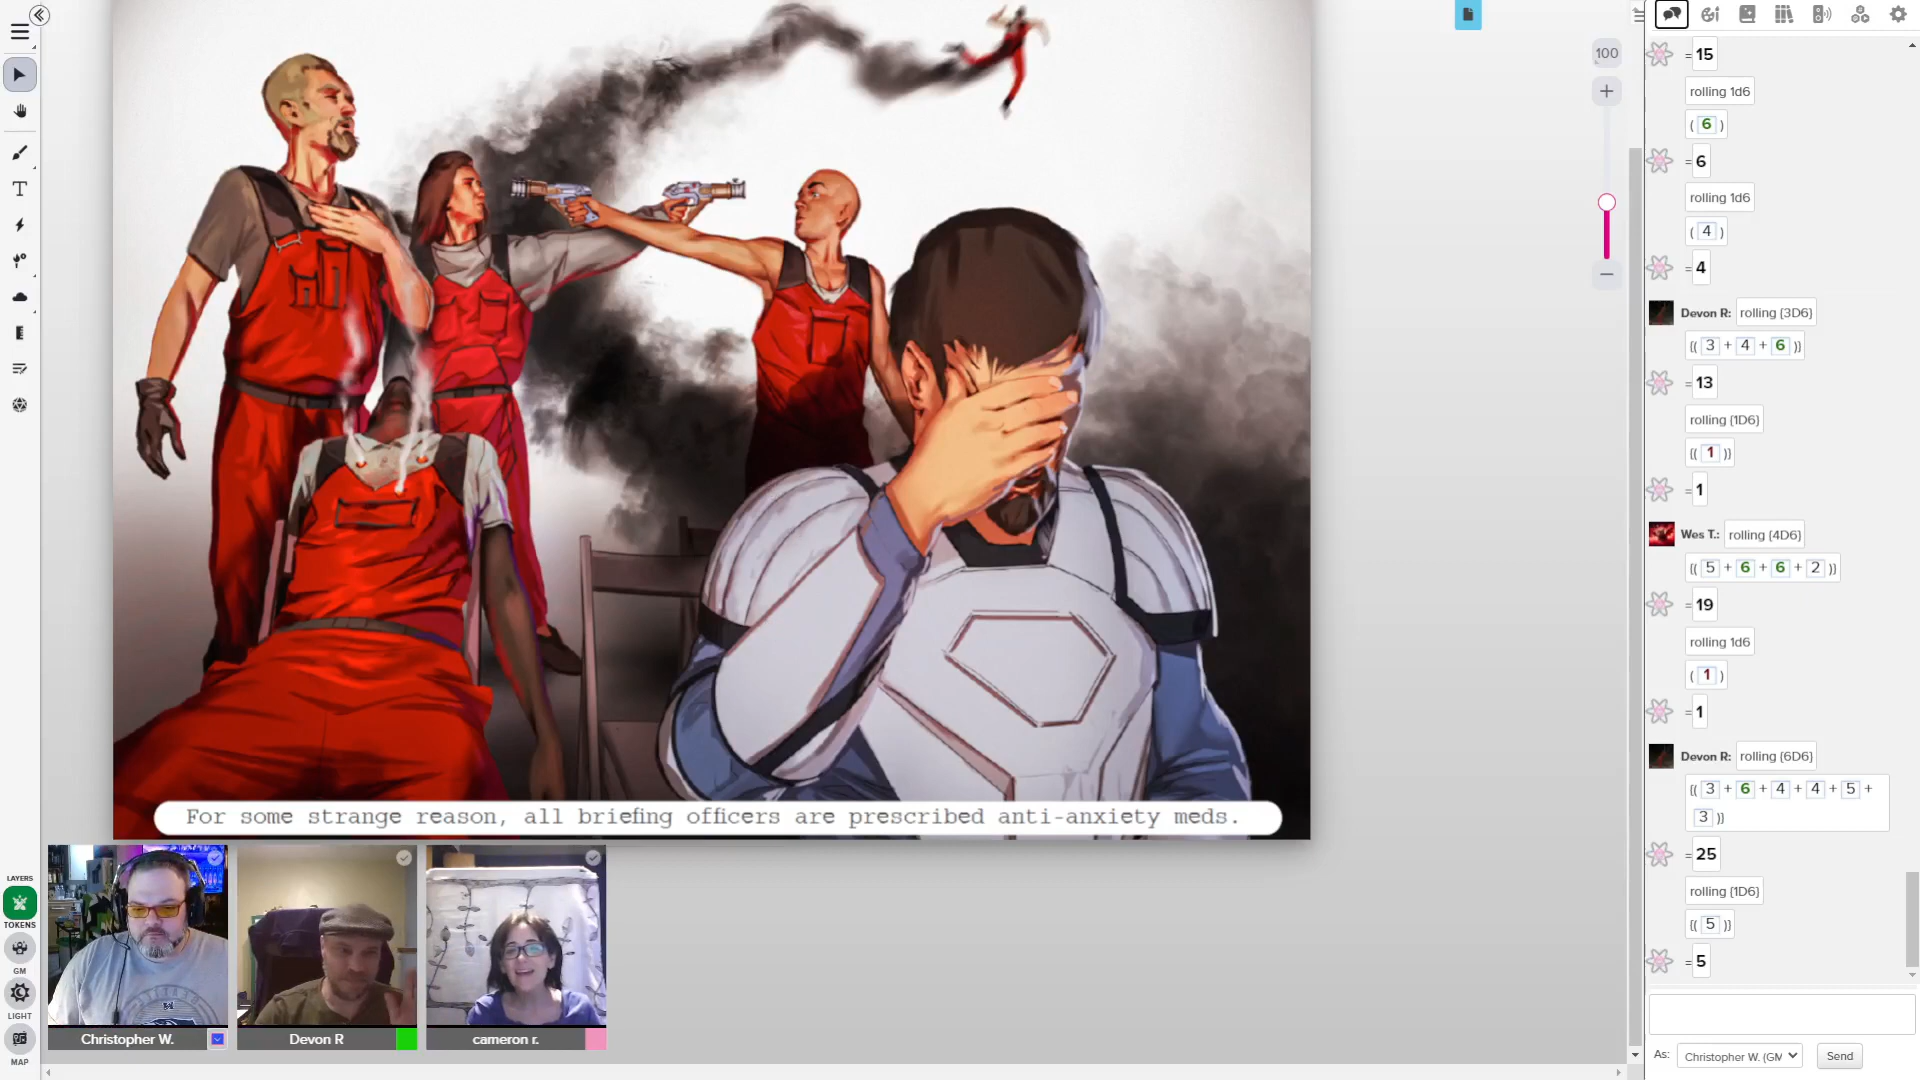 100
=15
rolling 1d6
( 6 )
=6
rolling 1d6
( 4 )
=4
Devon R: rolling {3D6}
{( 3 + 4 + 6 )}
=13
rolling {1D6}
{( 1 )}
=1
Wes T.: rolling {4D6}
{( 5 + 6 + 6 + 2 )}
=19
rolling 1d6
( 1 )
=1
Devon R: rolling {6D6}
{( 3 + 6 + 4 + 4 + 5 +
3 )}
=25
rolling {1D6}
{( 5 )}
=5
For some strange reason, all briefing officers are prescribed anti-anxiety meds.
LAYERS
TOKENS
GM
LIGHT
MAP
Christopher W.
Devon R
cameron r.
As: Christopher W. (GM
Send